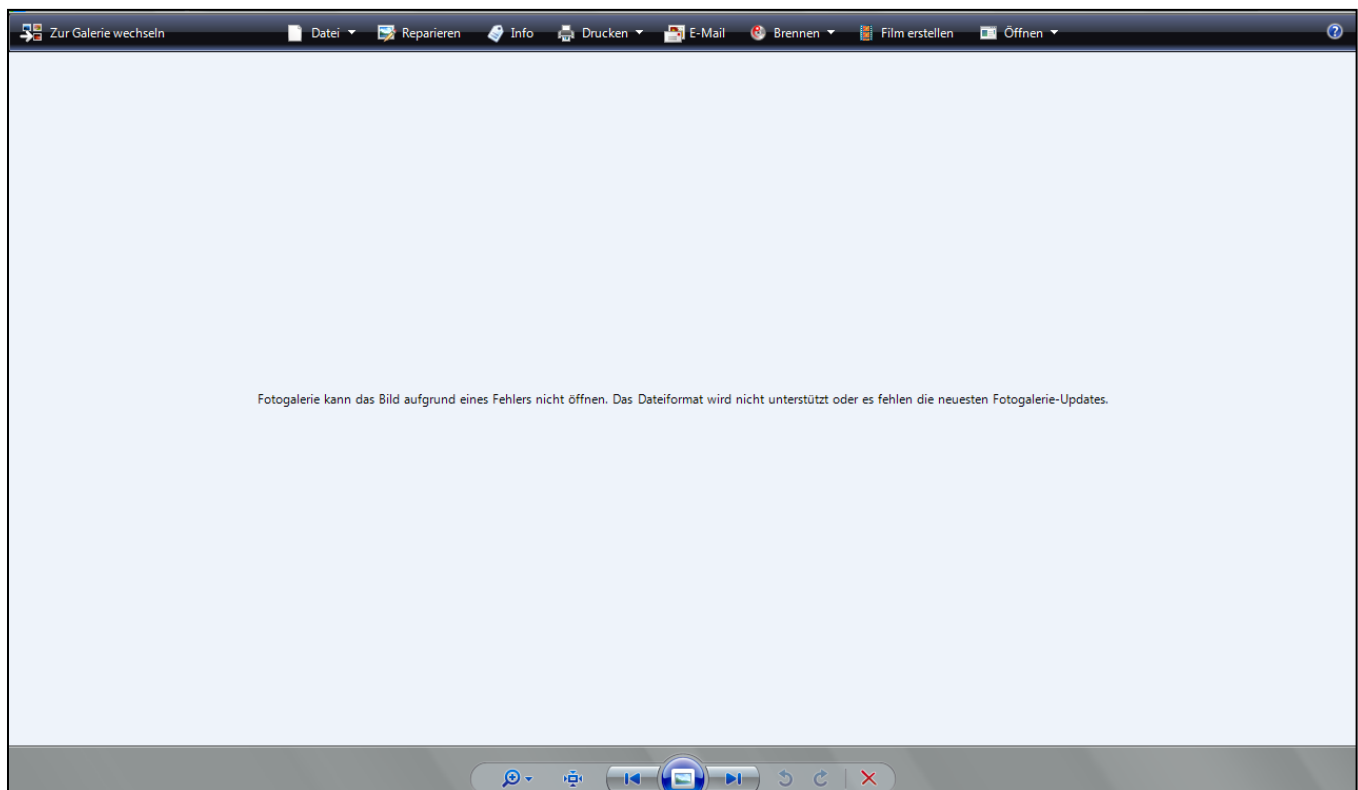 Zur Galerie wechseln Datei Reparieren Info Drucken E-Mail Brennen Film erstellen Öffnen
Fotogalerie kann das Bild aufgrund eines Fehlers nicht öffnen. Das Dateiformat wird nicht unterstützt oder es fehlen die neuesten Fotogalerie-Updates.